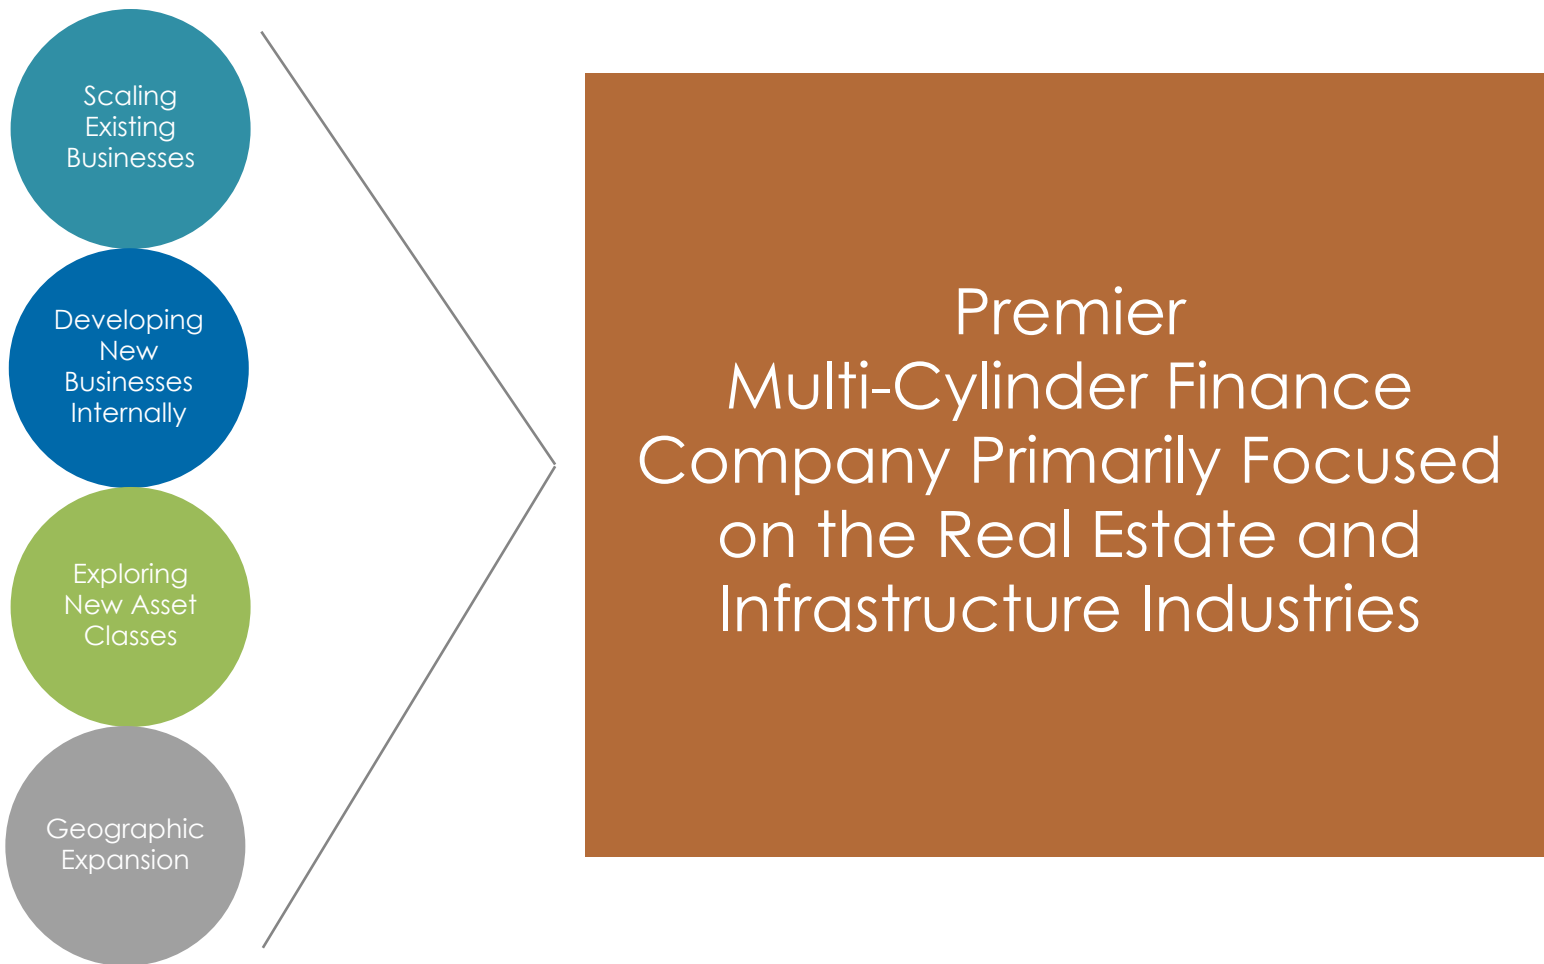 Scaling
Existing
Businesses
Developing
New
Businesses
Internally
Exploring
New Asset
Classes
Geographic
Expansion
Premier
Multi-Cylinder Finance
Company Primarily Focused
on the Real Estate and
Infrastructure Industries